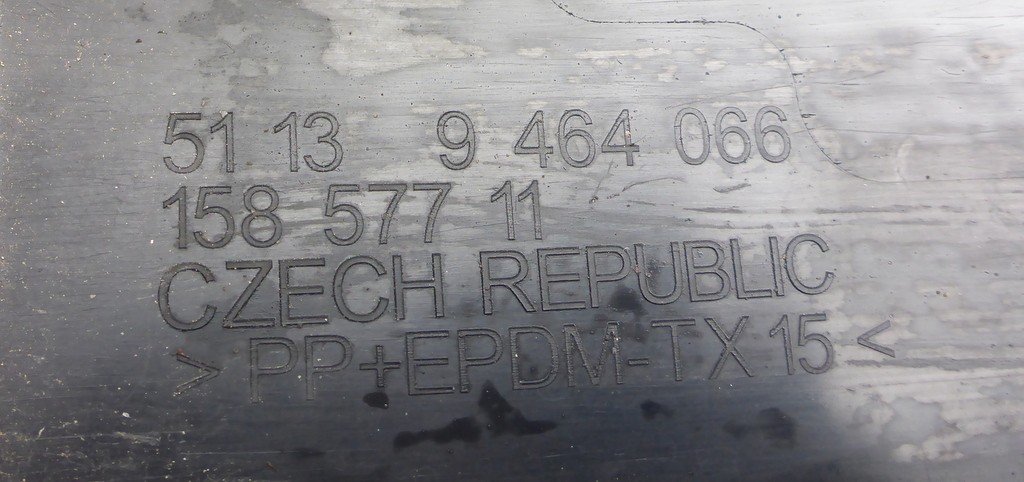 51 13 9 464 066
158 577 11
CZECH REPUBLIC
>PP+EPDM-TX15<